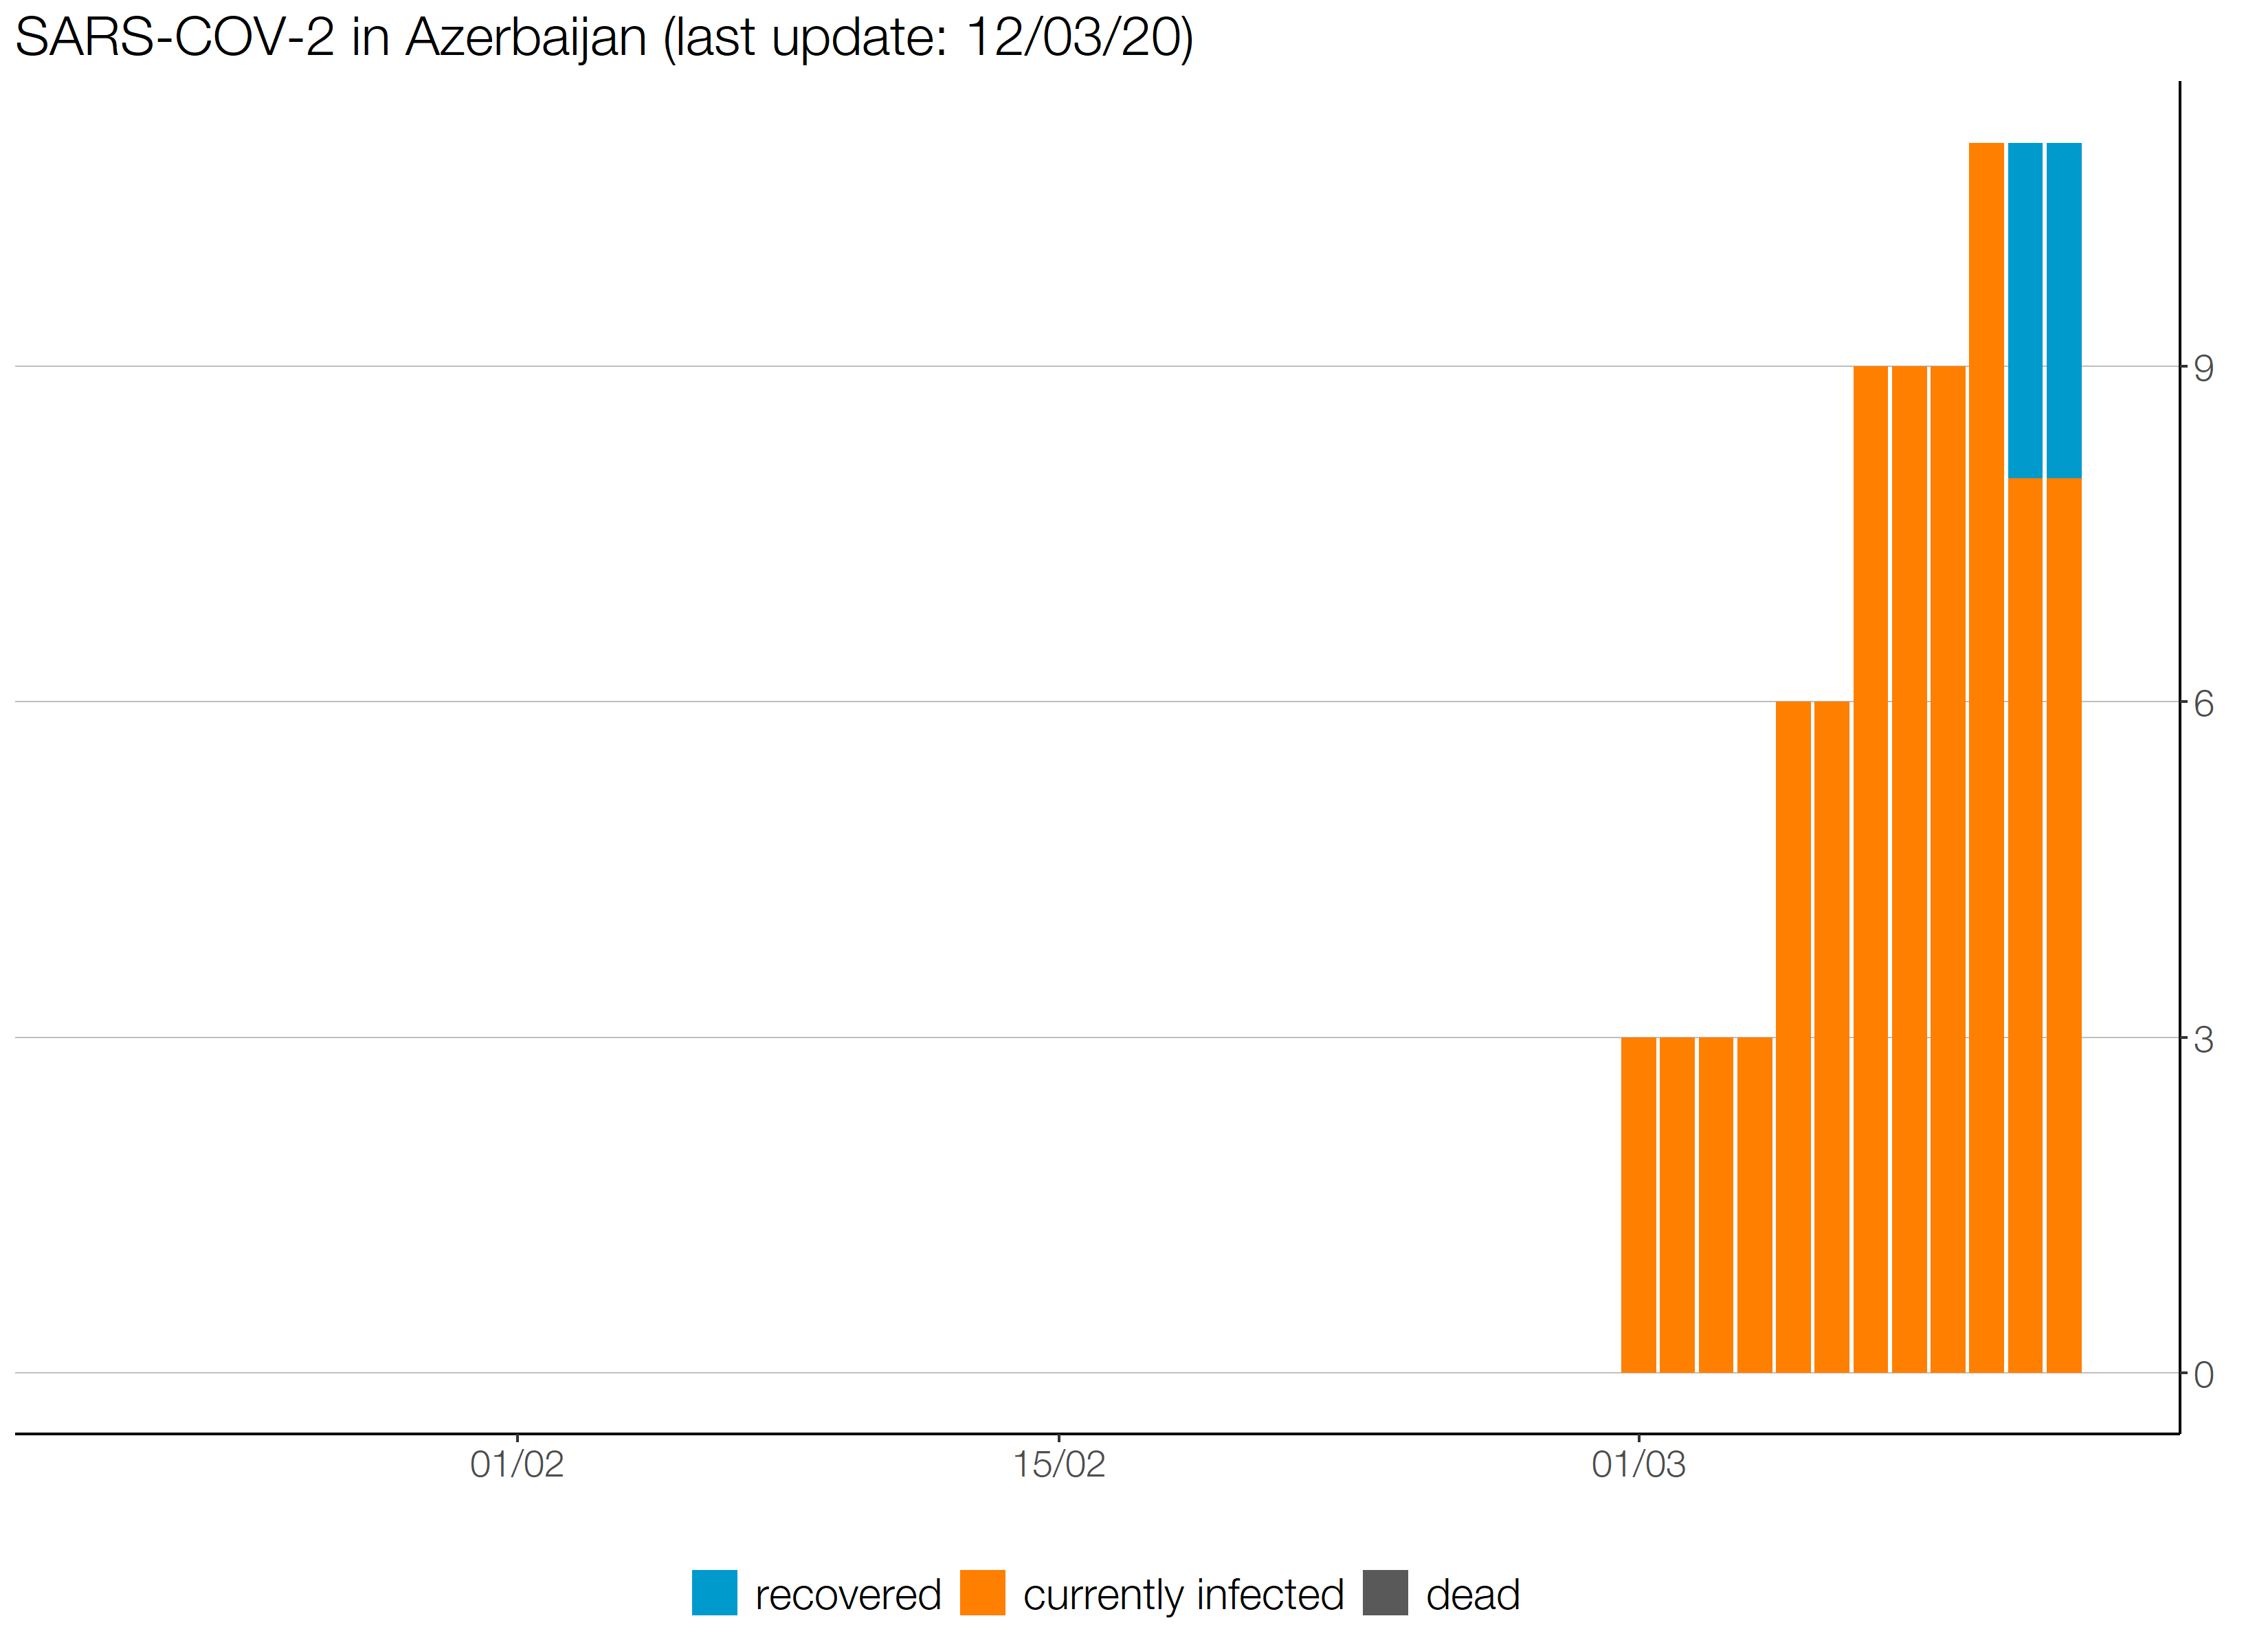 SARS-COV-2 in Azerbaijan (last update: 12/03/20)
9
6
3
0
01/02 15/02 01/03
recovered currently infected dead